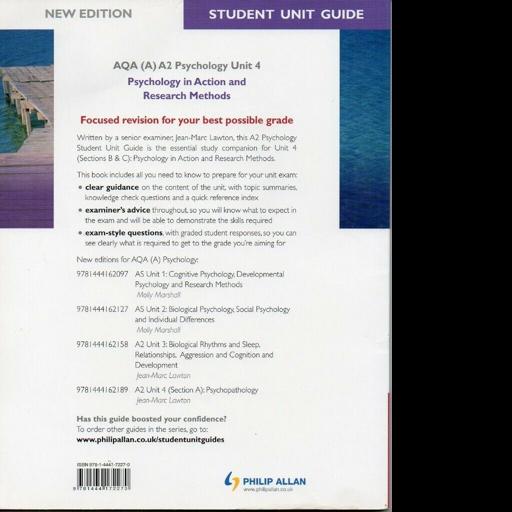 NEW EDITION
STUDENT UNIT GUIDE
AQA (A) A2 Psychology Unit 4
Psychology in Action and
Research Methods
Focused revision for your best possible grade
Written by a senior examiner, Jean-Marc Lawton, this A2 Psychology
Student Unit Guide is the essential study companion for Unit 4
(Sections B & C): Psychology in Action and Research Methods.
This book includes all you need to know to prepare for your unit exam:
• clear guidance on the content of the unit, with topic summaries,
knowledge check questions and a quick reference index
• examiner's advice throughout, so you will know what to expect in
the exam and will be able to demonstrate the skills required
• exam-style questions, with graded student responses, so you can
see clearly what is required to get to the grade you're aiming for
New editions for AQA (A) Psychology:
9781444162097 AS Unit 1: Cognitive Psychology, Developmental
Psychology and Research Methods
Molly Marshall
9781444162127 AS Unit 2: Biological Psychology, Social Psychology
and Individual Differences
Molly Marshall
9781444162158 A2 Unit 3: Biological Rhythms and Sleep,
Relationships, Aggression and Cognition and
Development
Jean-Marc Lawton
9781444162189 A2 Unit 4 (Section A): Psychopathology
Jean-Marc Lawton
Has this guide boosted your confidence?
To order other guides in the series, go to:
www.philipallan.co.uk/studentunitguides
ISBN 978-1-4441-7227-0
9 781444 172270
PHILIP ALLAN
www.philipallan.co.uk